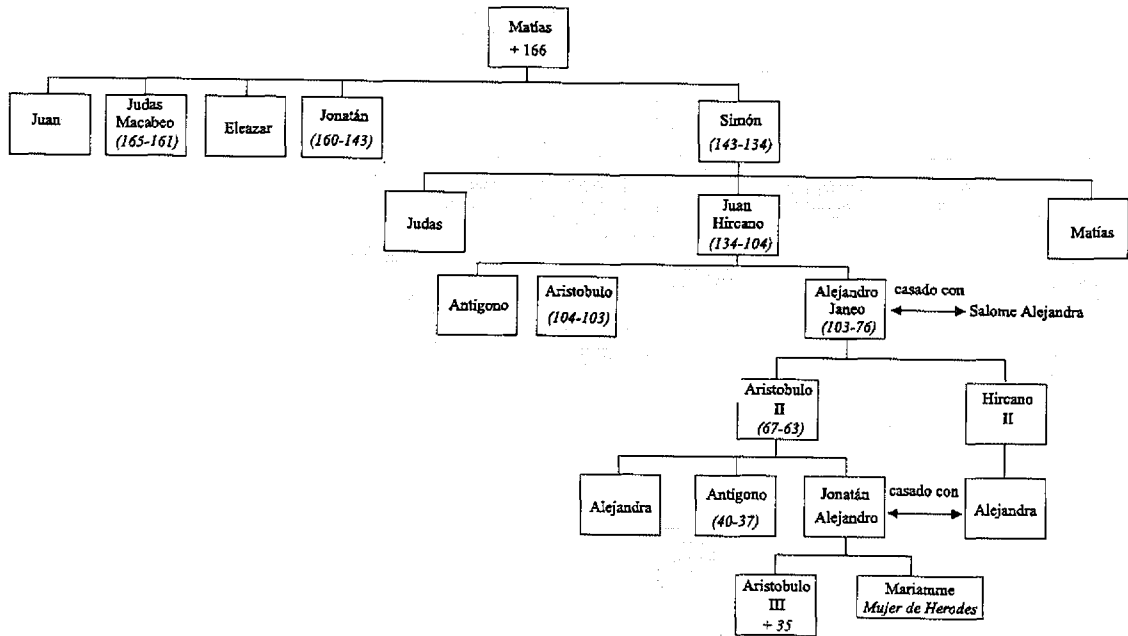 Matías
+ 166
Juan
Judas
Macabeo
(165-161)
Eleazar
Jonatán
(160-143)
Simón
(143-134)
Judas
Juan
Hircano
(134-104)
Matías
Antígono
Aristobulo
(104-103)
Alejandro
Janeo
(103-76)
casado con
Salome Alejandra
Aristobulo
II
(67-63)
Hircano
II
Alejandra
Antígono
(40-37)
Jonatán
Alejandro
casado con
Alejandra
Aristobulo
III
+ 35
Mariamme
Mujer de Herodes